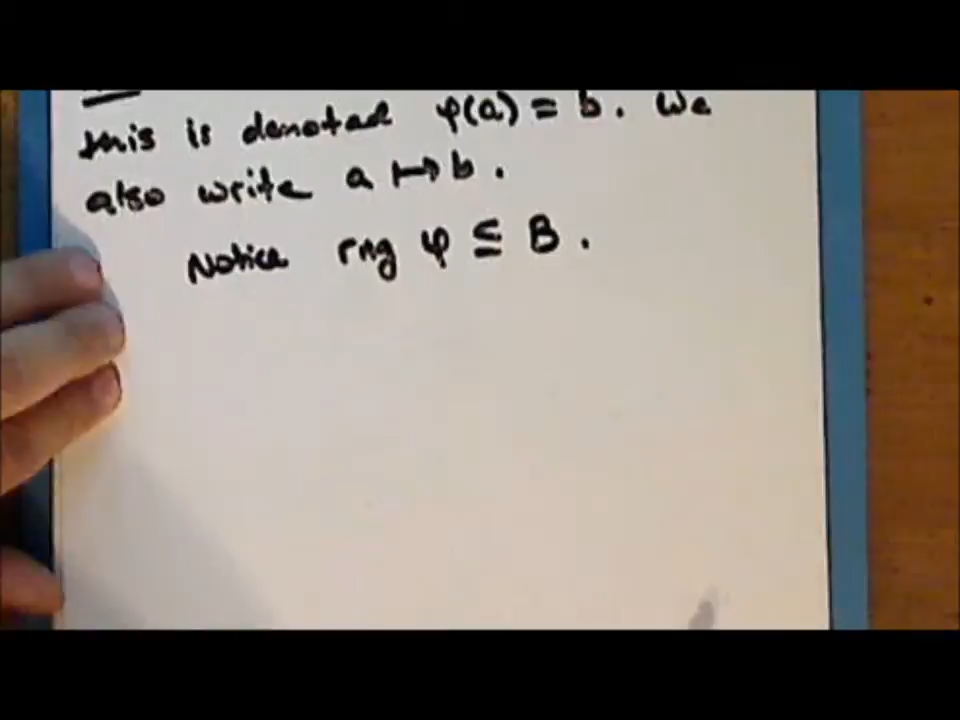 this is denoted φ(a) = b. We
also write a ↦ b.
Notice rng φ ⊆ B.